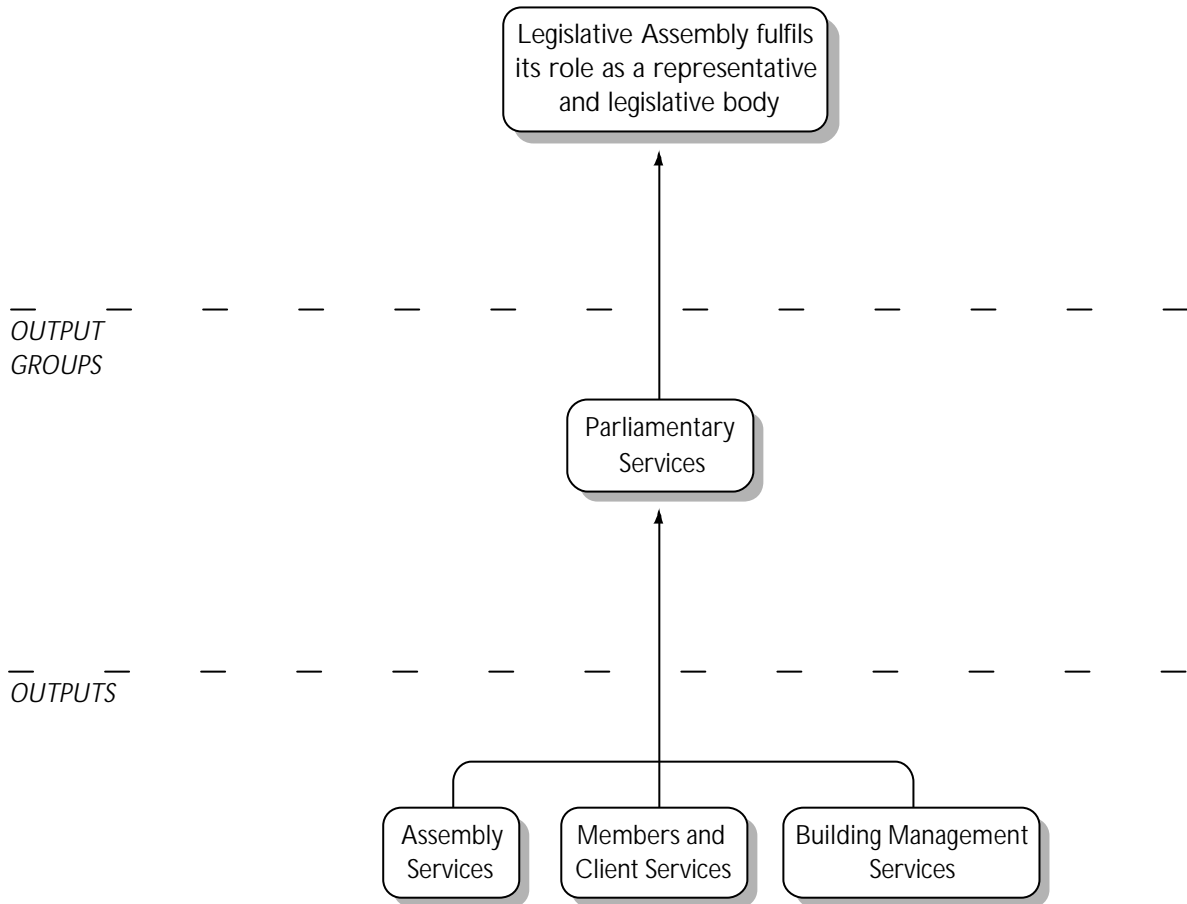 Legislative Assembly fulfils
its role as a representative
and legislative body
OUTPUT
GROUPS
Parliamentary
Services
OUTPUTS
Assembly
Services
Members and
Client Services
Building Management
Services